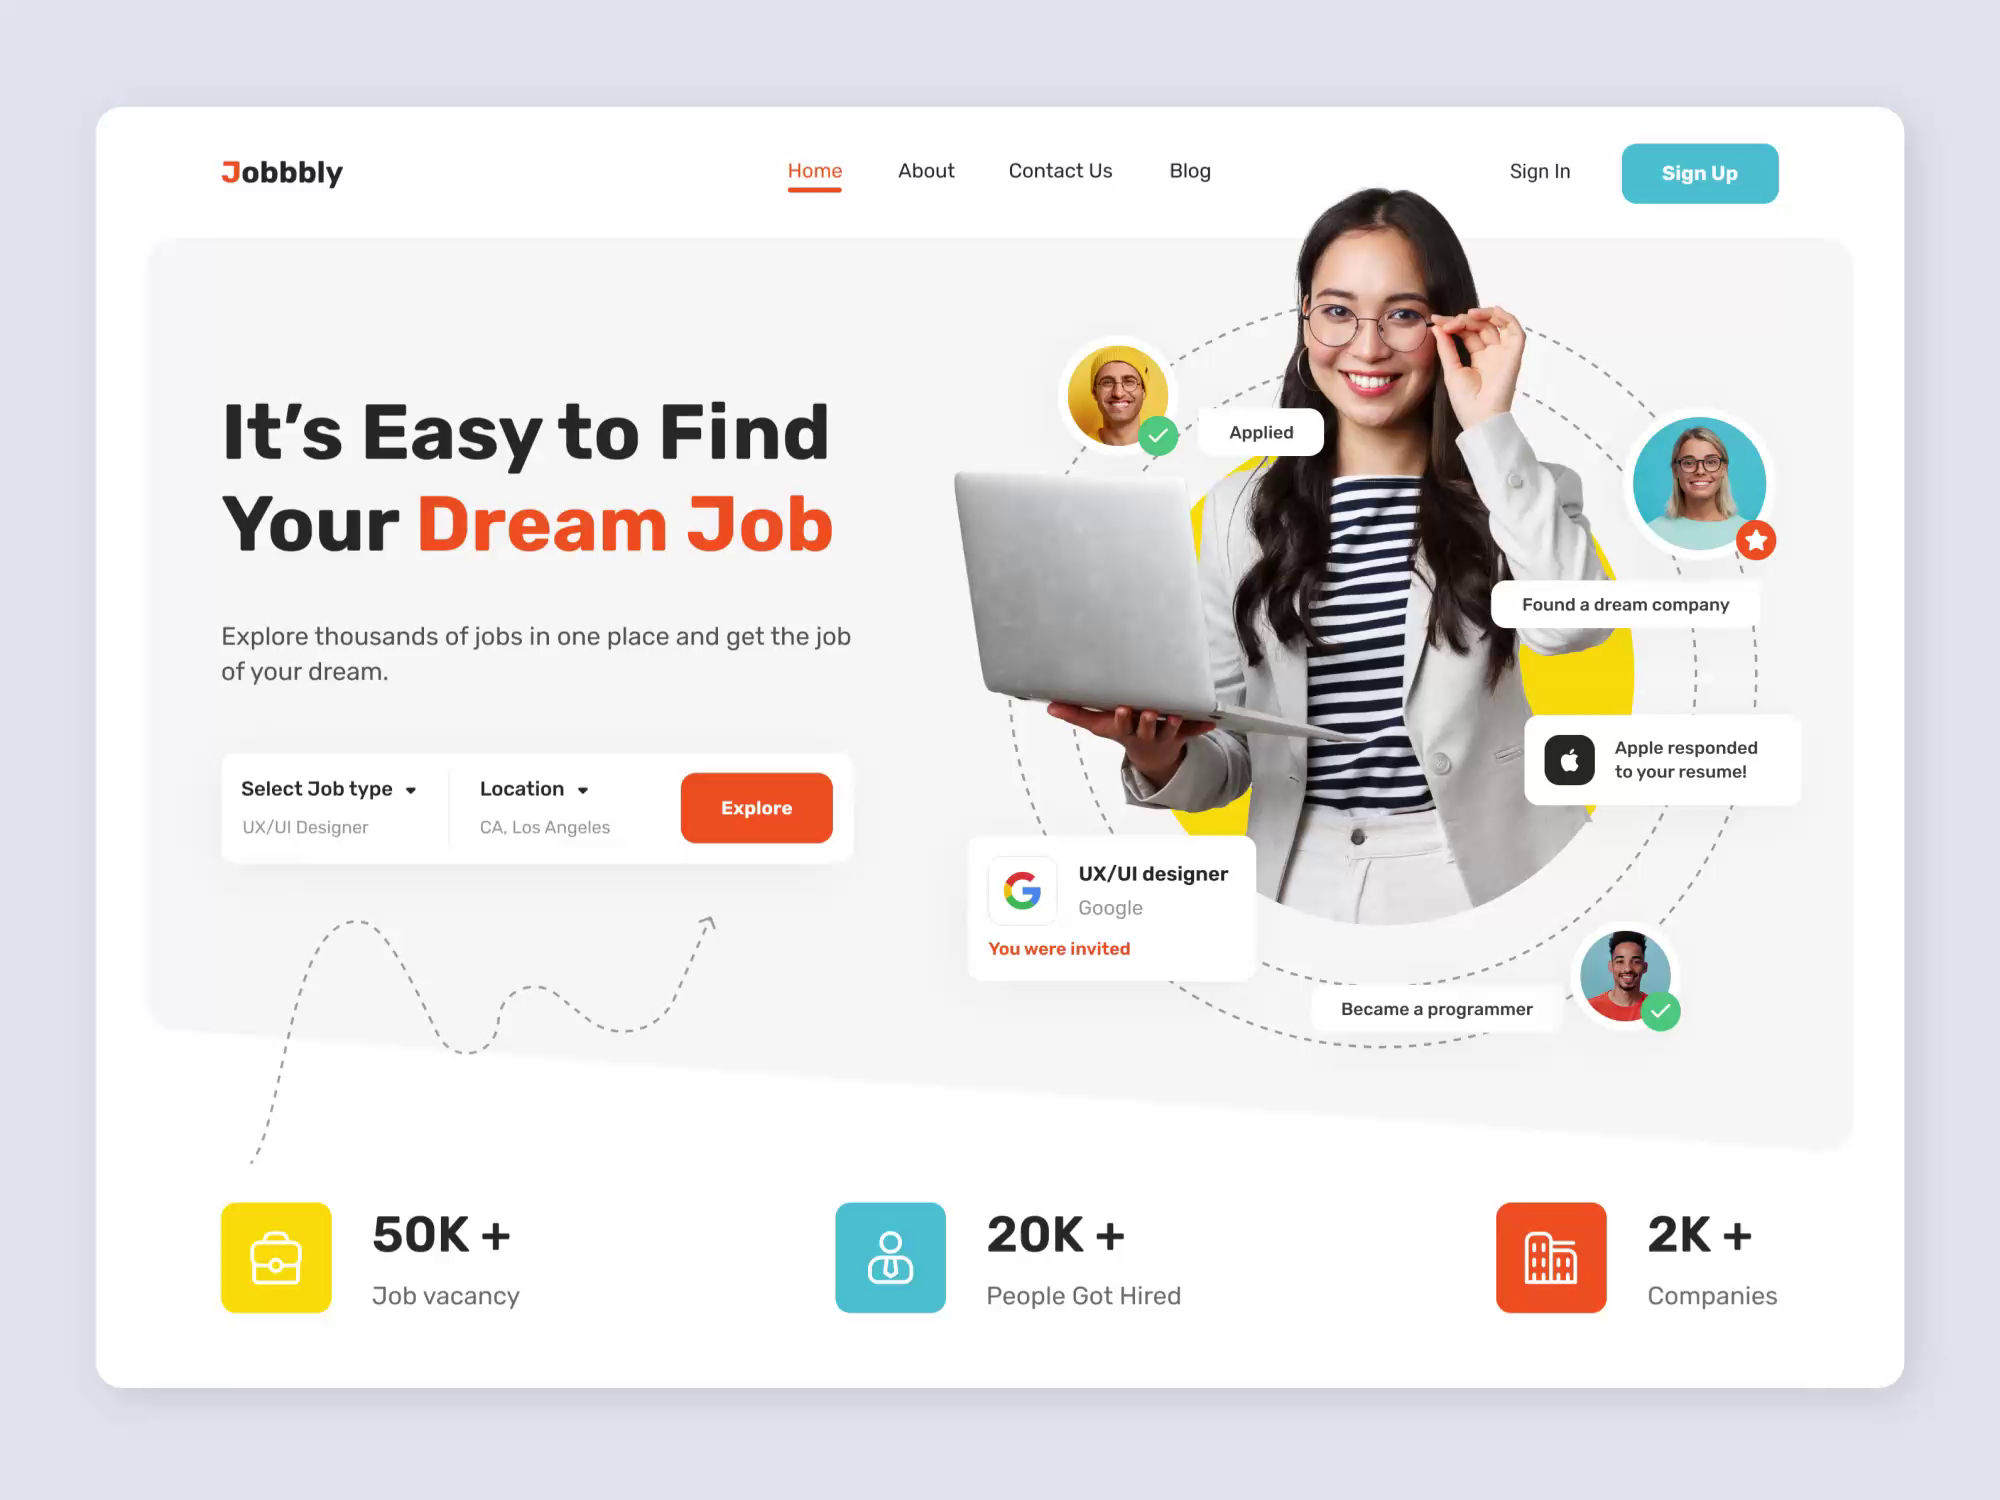 Jobbbly
Home
About
Contact Us
Blog
Sign In
Sign Up
It’s Easy to Find
Your Dream Job
Explore thousands of jobs in one place and get the job
of your dream.
Select Job type
UX/UI Designer
Location
CA, Los Angeles
Explore
Applied
Found a dream company
Apple responded
to your resume!
UX/UI designer
Google
You were invited
Became a programmer
50K +
Job vacancy
20K +
People Got Hired
2K +
Companies